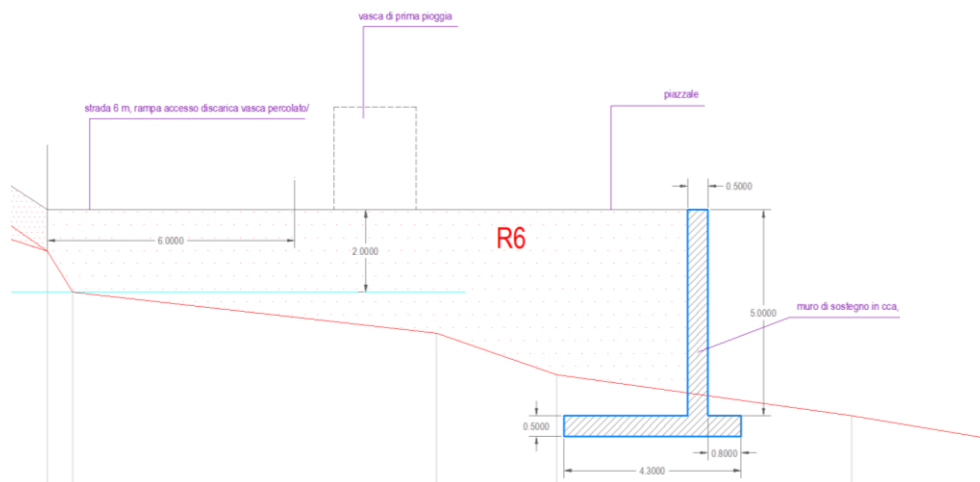 vasca di prima pioggia
strada 6 m, rampa accesso discarica vasca percolato/
piazzale
0.5000
R6
6.0000
2.0000
5.0000
muro di sostegno in cca,
0.5000
0.8000
4.3000